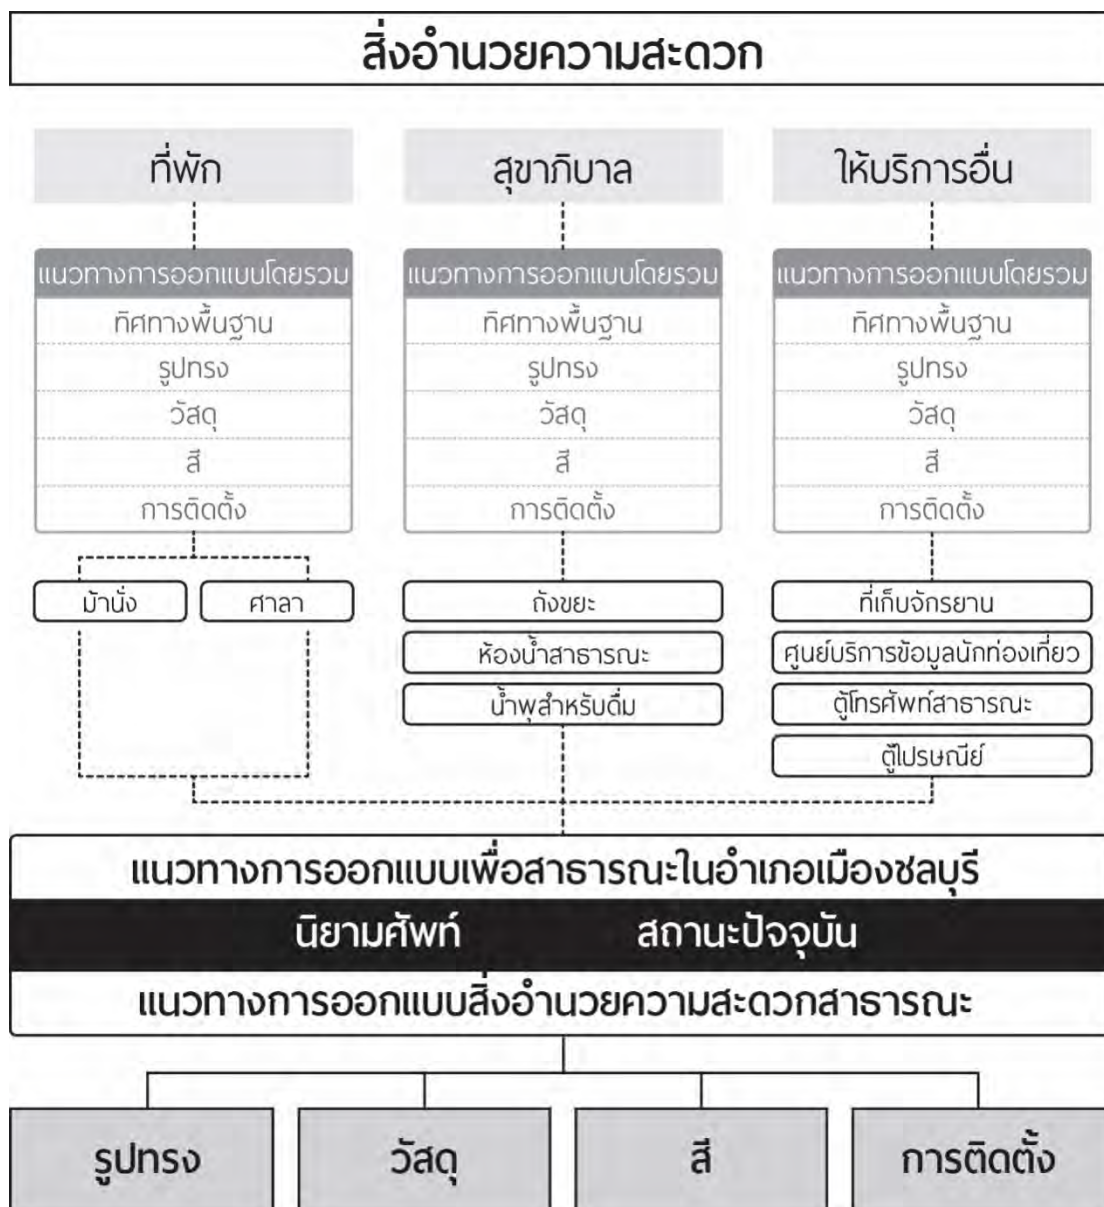 สิ่งอำนวยความสะดวก
ที่พัก
แนวทางการออกแบบโดยรวม
ทิศทางพื้นฐาน
รูปทรง
วัสดุ
สี
การติดตั้ง
ม้านั่ง
ศาลา
สุขาภิบาล
แนวทางการออกแบบโดยรวม
ทิศทางพื้นฐาน
รูปทรง
วัสดุ
สี
การติดตั้ง
ถังขยะ
ห้องน้ำสาธารณะ
น้ำพุสำหรับดื่ม
ให้บริการอื่น
แนวทางการออกแบบโดยรวม
ทิศทางพื้นฐาน
รูปทรง
วัสดุ
สี
การติดตั้ง
ที่เก็บจักรยาน
ศูนย์บริการข้อมูลนักท่องเที่ยว
ตู้โทรศัพท์สาธารณะ
ตู้ไปรษณีย์
แนวทางการออกแบบเพื่อสาธารณะในอำเภอเมืองชลบุรี
นิยามศัพท์ สถานะปัจจุบัน
แนวทางการออกแบบสิ่งอำนวยความสะดวกสาธารณะ
รูปทรง
วัสดุ
สี
การติดตั้ง